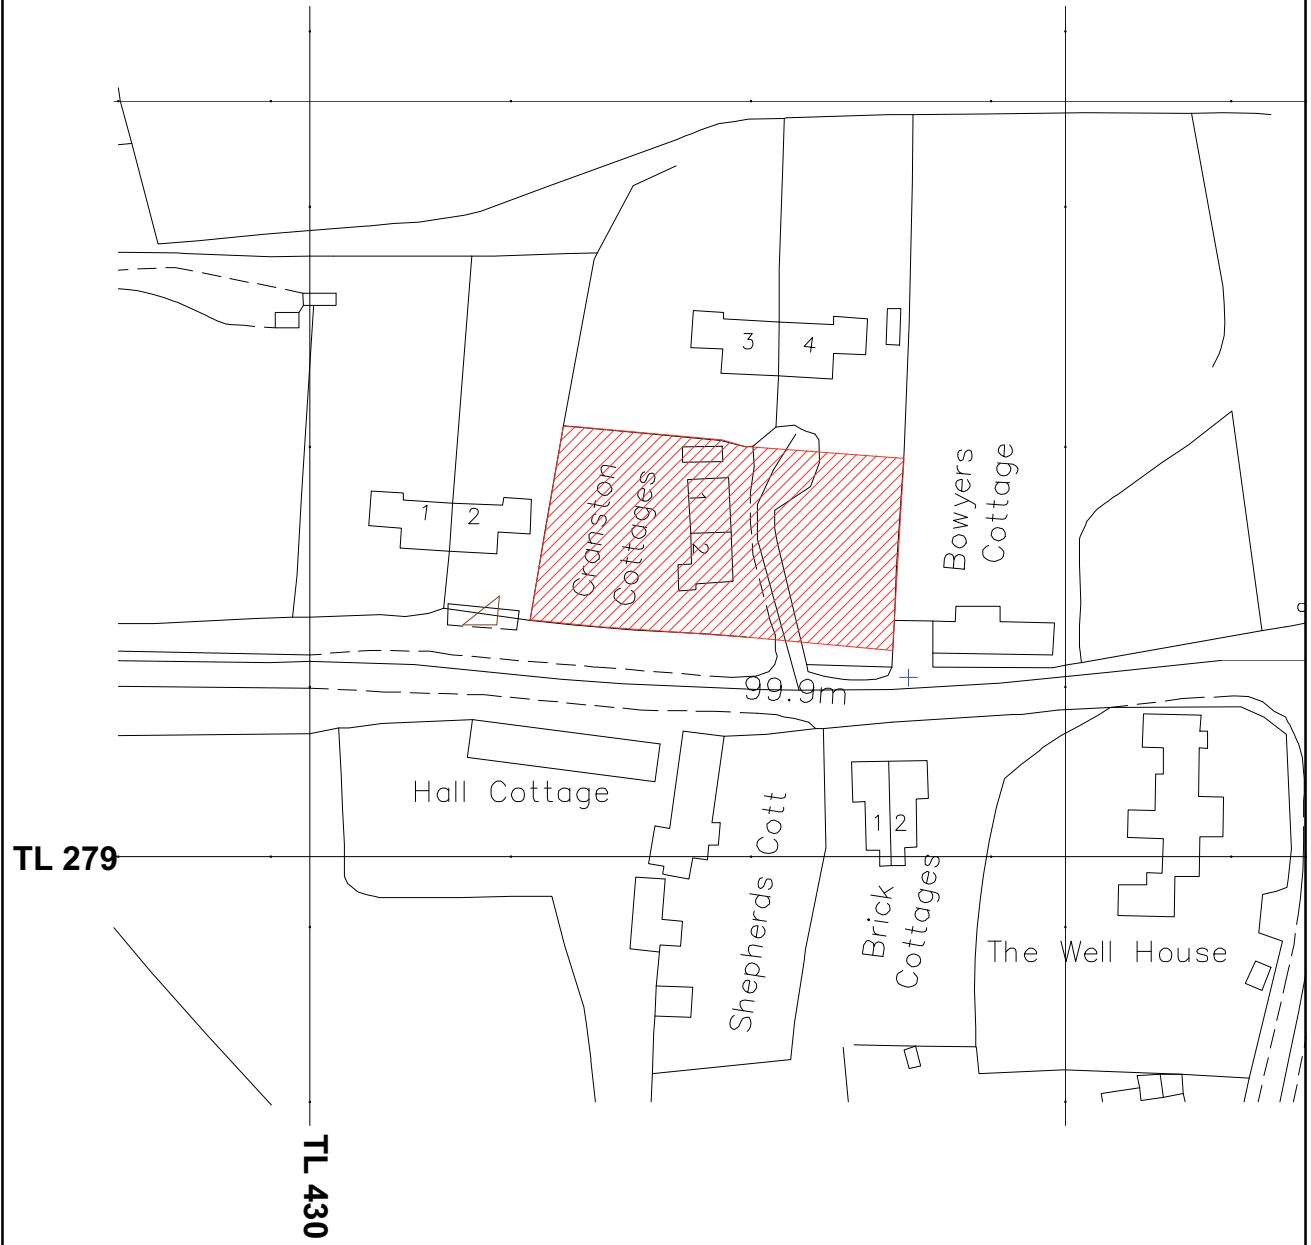 3 4
1 2
Cranston
Cottages
1
2
Bowyers
Cottage
99.9m
Hall Cottage
Shepherds Cott
1 2
Brick
Cottages
The Well House
TL 279
TL 430